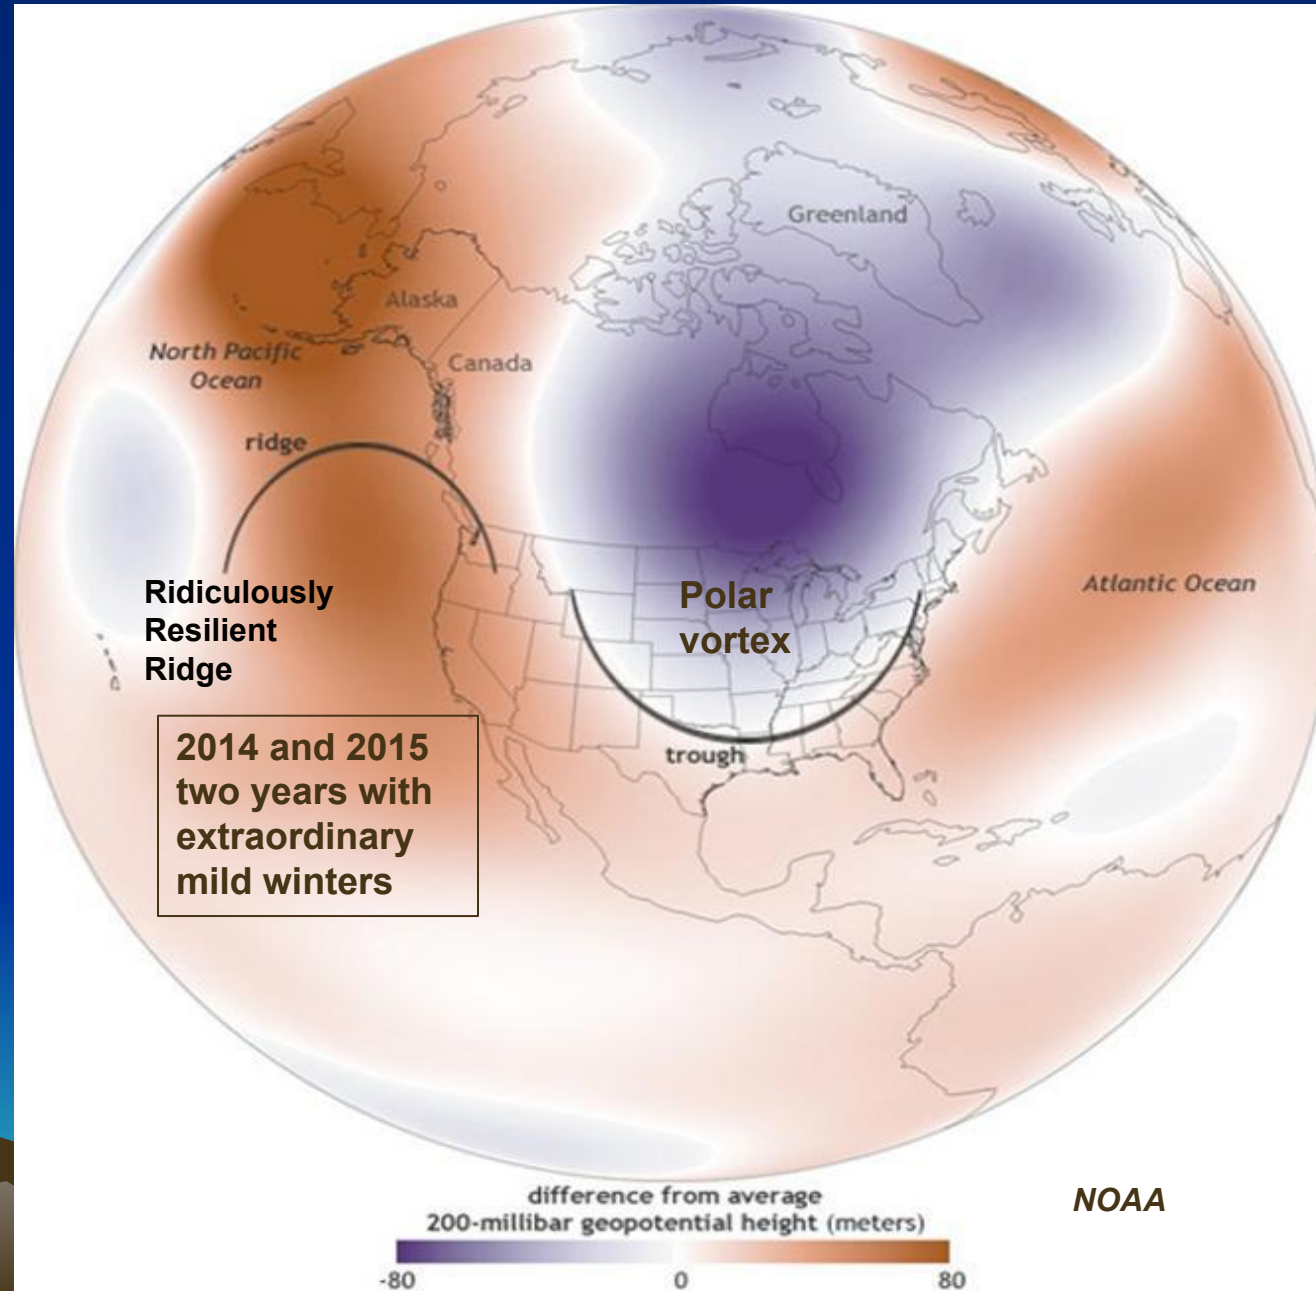 Greenland
Alaska
North Pacific
Ocean
Canada
ridge
Ridiculously
Resilient
Ridge
Polar
vortex
Atlantic Ocean
2014 and 2015
two years with
extraordinary
mild winters
trough
difference from average
200-millibar geopotential height (meters)
-80 0 80
NOAA